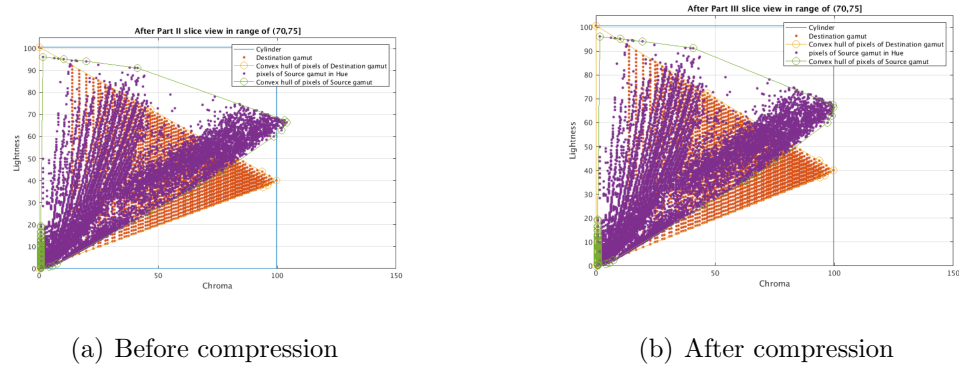 After Part II slice view in range of (70,75]
Cylinder
Destination gamut
Convex hull of pixels of Destination gamut
pixels of Source gamut in Hue
Convex hull of pixels of Source gamut
100
90
80
70
60
50
40
30
20
10
0
Lightness
0
50
100
150
Chroma
(a) Before compression
After Part III slice view in range of (70,75]
Cylinder
Destination gamut
Convex hull of pixels of Destination gamut
pixels of Source gamut in Hue
Convex hull of pixels of Source gamut
100
90
80
70
60
50
40
30
20
10
0
Lightness
0
50
100
150
Chroma
(b) After compression